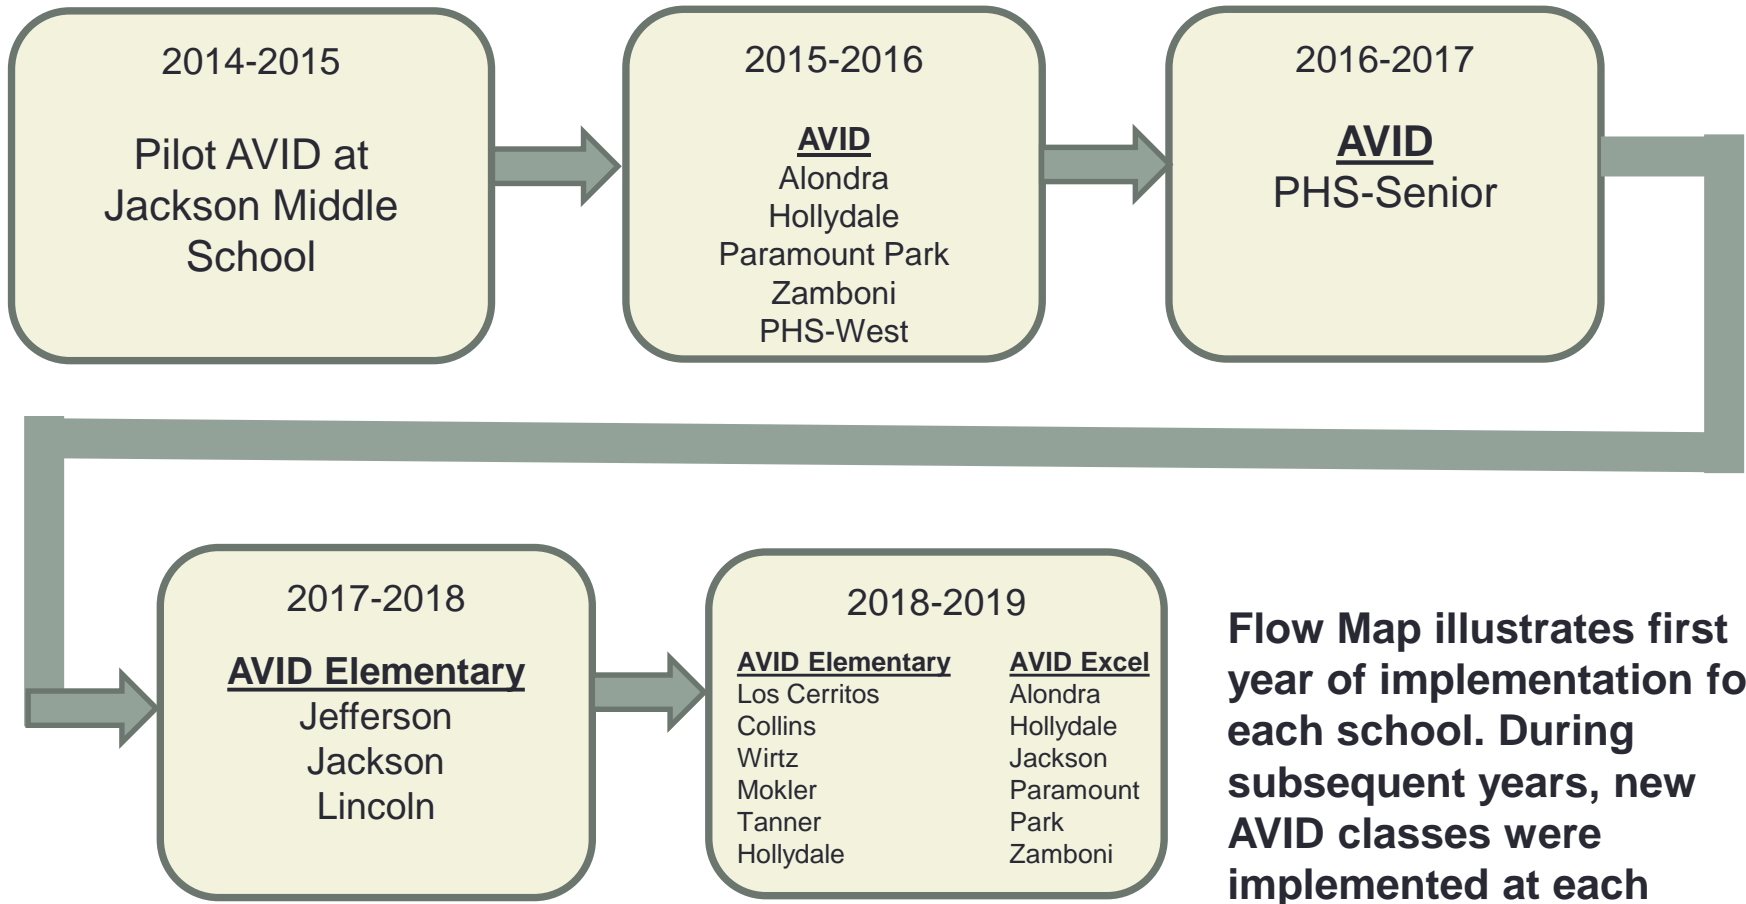 2014-2015
Pilot AVID at
Jackson Middle
School
2015-2016
AVID
Alondra
Hollydale
Paramount Park
Zamboni
PHS-West
2016-2017
AVID
PHS-Senior
2017-2018
AVID Elementary
Jefferson
Jackson
Lincoln
2018-2019
AVID Elementary
Los Cerritos
Collins
Wirtz
Mokler
Tanner
Hollydale
AVID Excel
Alondra
Hollydale
Jackson
Paramount
Park
Zamboni
Flow Map illustrates first
year of implementation fo
each school. During
subsequent years, new
AVID classes were
implemented at each